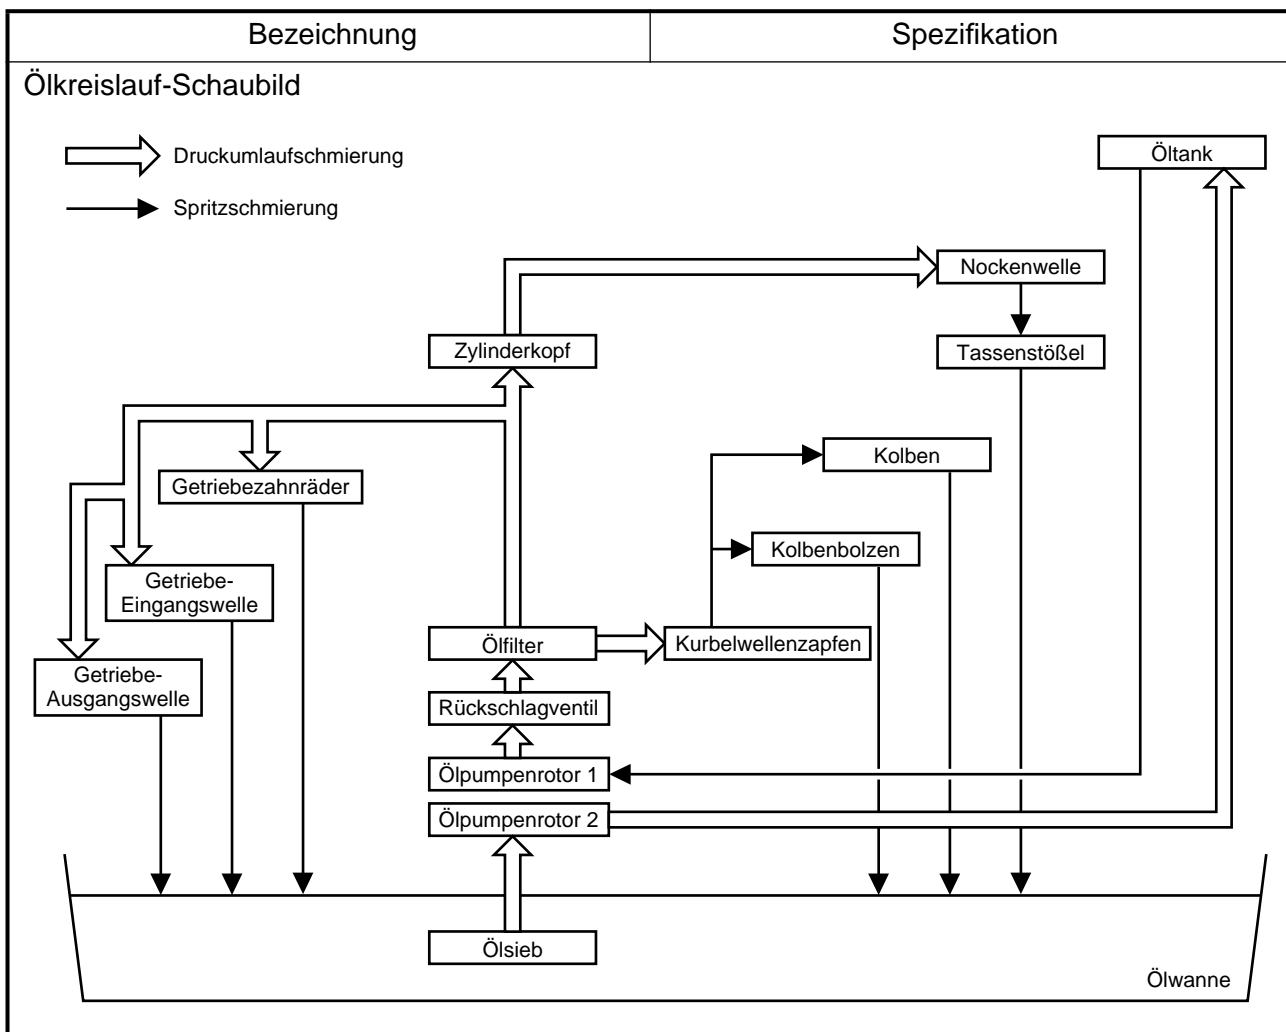 Bezeichnung
Spezifikation
Ölkreislauf-Schaubild
Druckumlaufschmierung
Öltank
Spritzschmierung
Nockenwelle
Zylinderkopf
Tassenstößel
Kolben
Getriebezahnräder
Kolbenbolzen
Getriebe-
Eingangswelle
Ölfilter
Kurbelwellenzapfen
Getriebe-
Ausgangswelle
Rückschlagventil
Ölpumpenrotor 1
Ölpumpenrotor 2
Ölsieb
Ölwanne